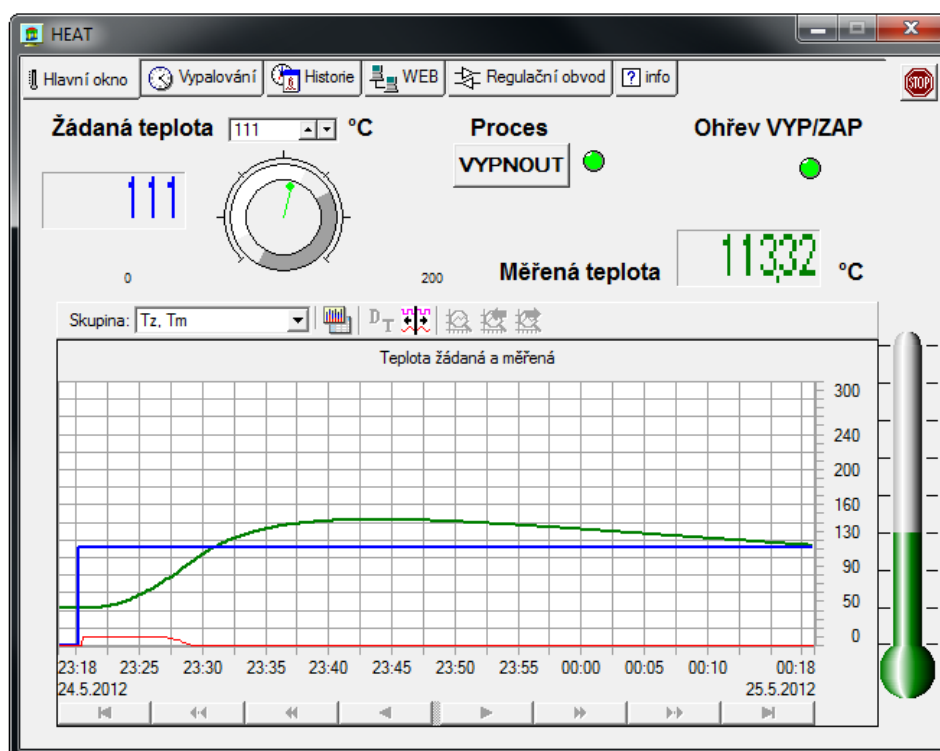 HEAT
Hlavní okno Vypalování Historie WEB Regulační obvod ? info STOP
Žádaná teplota 111 °C Proces Ohřev VYP/ZAP
VYPNOUT
111
0 200 Měřená teplota 113,32 °C
Skupina: Tz, Tm DT
Teplota žádaná a měřená
300
240
200
160
130
90
50
0
23:18 23:25 23:30 23:35 23:40 23:45 23:50 23:55 00:00 00:05 00:10 00:18
24.5.2012 25.5.2012